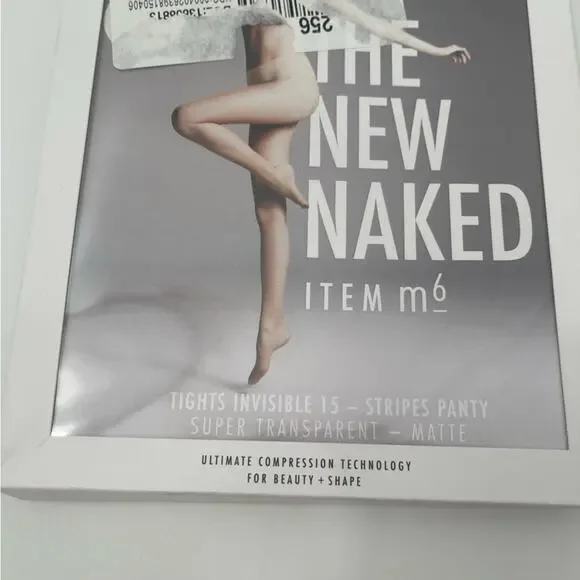 256
THE
NEW
NAKED
ITEM m6
TIGHTS INVISIBLE 15 – STRIPES PANTY
SUPER TRANSPARENT – MATTE
ULTIMATE COMPRESSION TECHNOLOGY
FOR BEAUTY + SHAPE